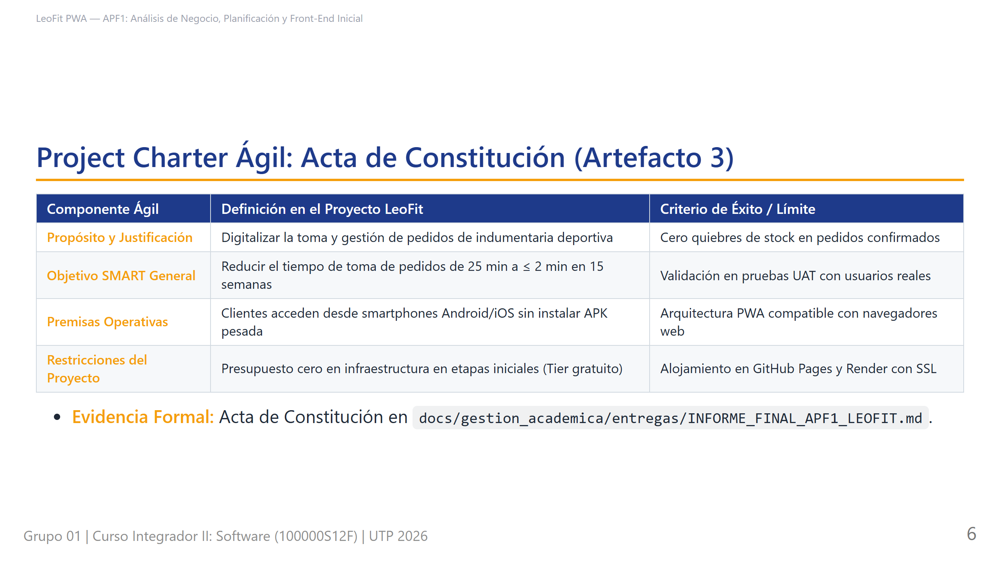 LeoFit PWA — APF1: Análisis de Negocio, Planificación y Front-End Inicial
Project Charter Ágil: Acta de Constitución (Artefacto 3)
Componente Ágil
Definición en el Proyecto LeoFit
Criterio de Éxito / Límite
Propósito y Justificación
Digitalizar la toma y gestión de pedidos de indumentaria deportiva
Cero quiebres de stock en pedidos confirmados
Objetivo SMART General
Reducir el tiempo de toma de pedidos de 25 min a ≤ 2 min en 15
semanas
Validación en pruebas UAT con usuarios reales
Premisas Operativas
Clientes acceden desde smartphones Android/iOS sin instalar APK
pesada
Arquitectura PWA compatible con navegadores
web
Restricciones del
Proyecto
Presupuesto cero en infraestructura en etapas iniciales (Tier gratuito)
Alojamiento en GitHub Pages y Render con SSL
• Evidencia Formal: Acta de Constitución en docs/gestion_academica/entregas/INFORME_FINAL_APF1_LEOFIT.md.
Grupo 01 | Curso Integrador II: Software (100000S12F) | UTP 2026
6